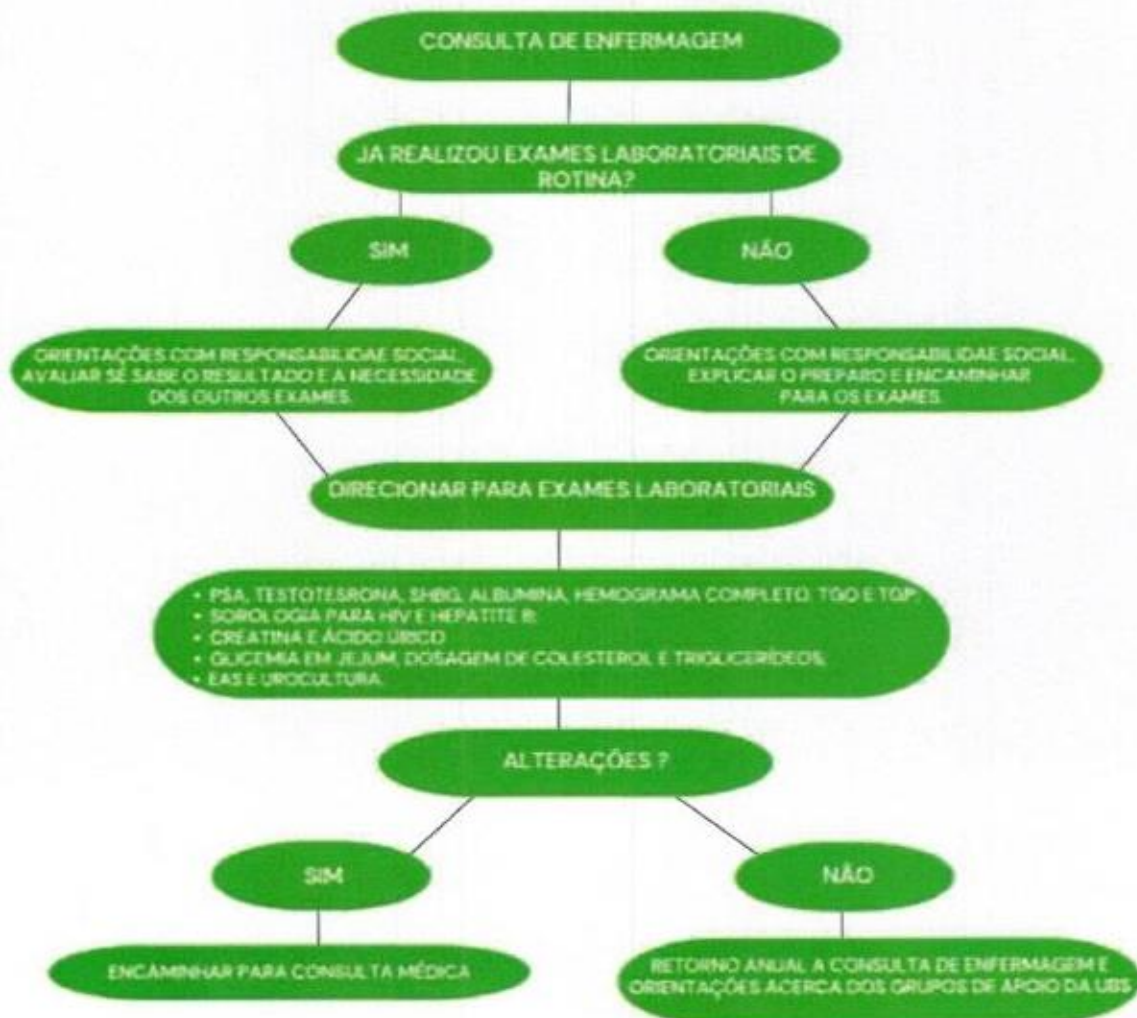 CONSULTA DE ENFERMAGEM
JA REALIZOU EXAMES LABORATORIAIS DE
ROTINA?
SIM
NÃO
ORIENTAÇÕES COM RESPONSABILIDAE SOCIAL,
AVALIAR SE SABE O RESULTADO E A NECESSIDADE
DOS OUTROS EXAMES.
ORIENTAÇÕES COM RESPONSABILIDAE SOCIAL.
EXPLICAR O PREPARO E ENCAMINHAR
PARA OS EXAMES.
DIRECIONAR PARA EXAMES LABORATORIAIS
• PSA, TESTOTESRONA, SHBG, ALBUMINA, HEMOGRAMA COMPLETO, TGO E TGP
• SOROLOGIA PARA HIV E HEPATITE B;
• CREATINA E ÁCIDO ÚRICO
• GLICEMIA EM JEJUM, DOSAGEM DE COLESTEROL E TRIGLICERÍDEOS;
• EAS E UROCULTURA.
ALTERAÇÕES ?
SIM
NÃO
ENCAMINHAR PARA CONSULTA MÉDICA
RETORNO ANUAL A CONSULTA DE ENFERMAGEM E
ORIENTAÇÕES ACERCA DOS GRUPOS DE APOIO DA UBS